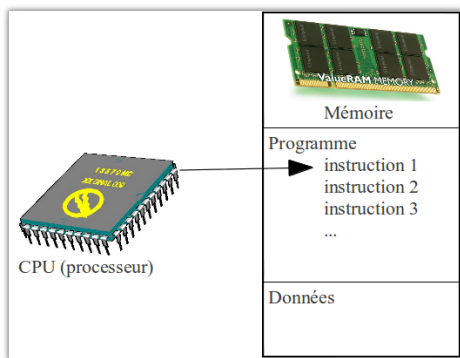 ValueRAM MEMORY
Mémoire
Programme
instruction 1
instruction 2
instruction 3
...
CPU (processeur)
Données